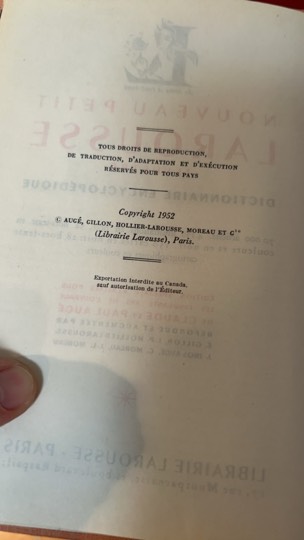 TOUS DROITS DE REPRODUCTION,
DE TRADUCTION, D'ADAPTATION ET D'EXÉCUTION
RÉSERVÉS POUR TOUS PAYS
Copyright 1952
© AUGÉ, GILLON, HOLLIER-LAROUSSE, MOREAU ET Cie
(Librairie Larousse), Paris.
Exportation interdite au Canada,
sauf autorisation de l'Éditeur.